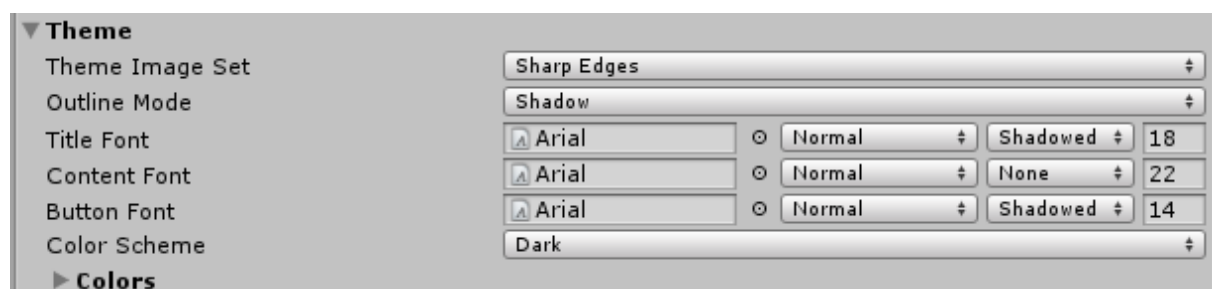 Theme
Theme Image Set Sharp Edges
Outline Mode Shadow
Title Font Arial Normal Shadowed 18
Content Font Arial Normal None 22
Button Font Arial Normal Shadowed 14
Color Scheme Dark
Colors